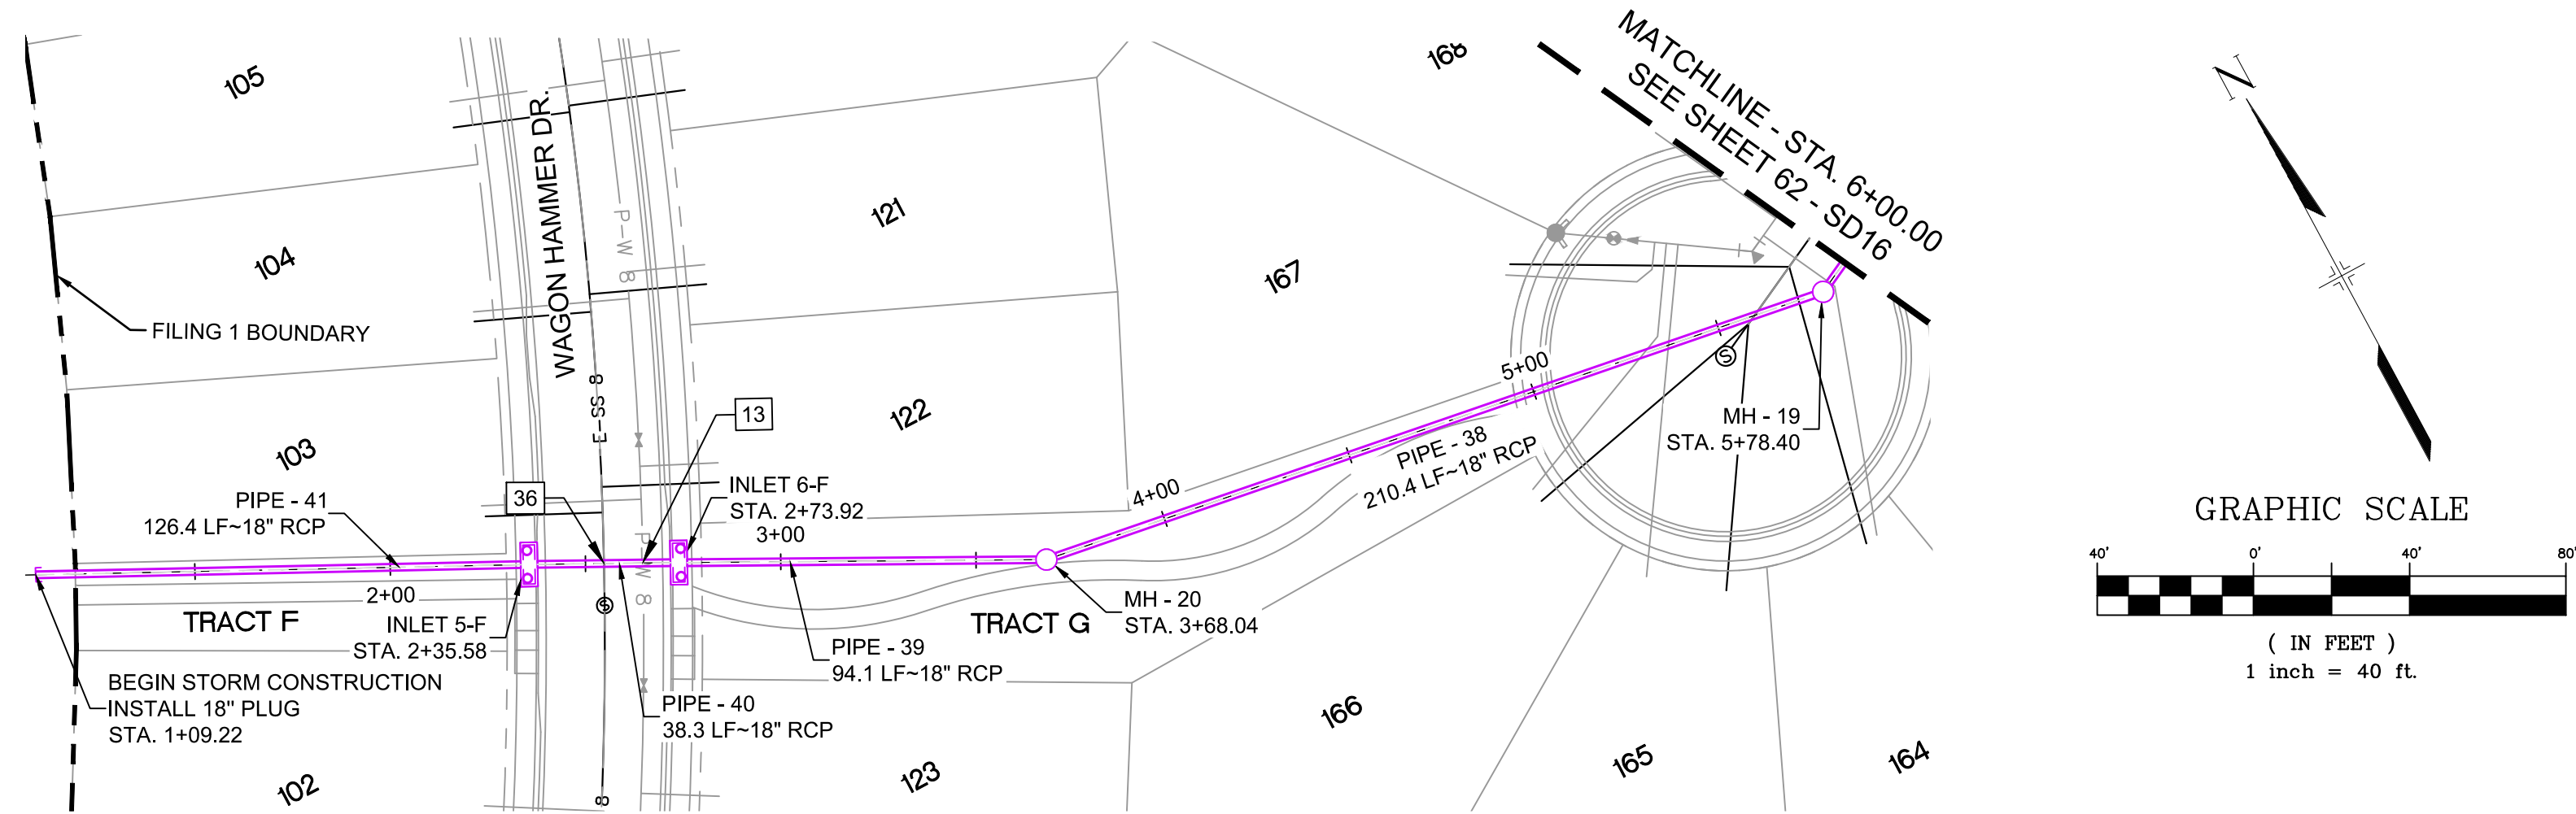 105
104
FILING 1 BOUNDARY
103
PIPE - 41
126.4 LF~18" RCP
2+00
TRACT F
INLET 5-F
STA. 2+35.58
BEGIN STORM CONSTRUCTION
INSTALL 18" PLUG
STA. 1+09.22
102
WAGON HAMMER DR.
P-W 8
E-SS 8
36
13
INLET 6-F
STA. 2+73.92
3+00
S
P-W 8
8
PIPE - 40
38.3 LF~18" RCP
PIPE - 39
94.1 LF~18" RCP
121
122
123
TRACT G
MH - 20
STA. 3+68.04
4+00
5+00
PIPE - 38
210.4 LF~18" RCP
168
167
166
165
164
MATCHLINE - STA. 6+00.00
SEE SHEET 62 - SD16
S
MH - 19
STA. 5+78.40
N
GRAPHIC SCALE
40' 0' 40' 80'
( IN FEET )
1 inch = 40 ft.